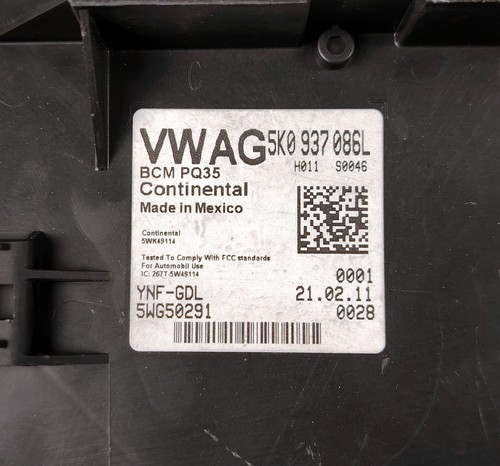 VWAG 5K0 937 086L
H011 S0046
BCM PQ35
Continental
Made in Mexico
Continental
5WK49114
Tested To Comply With FCC standards
For Automobil Use
IC: 267T-5W49114
0001
YNF-GDL 21.02.11
5WG50291 0028